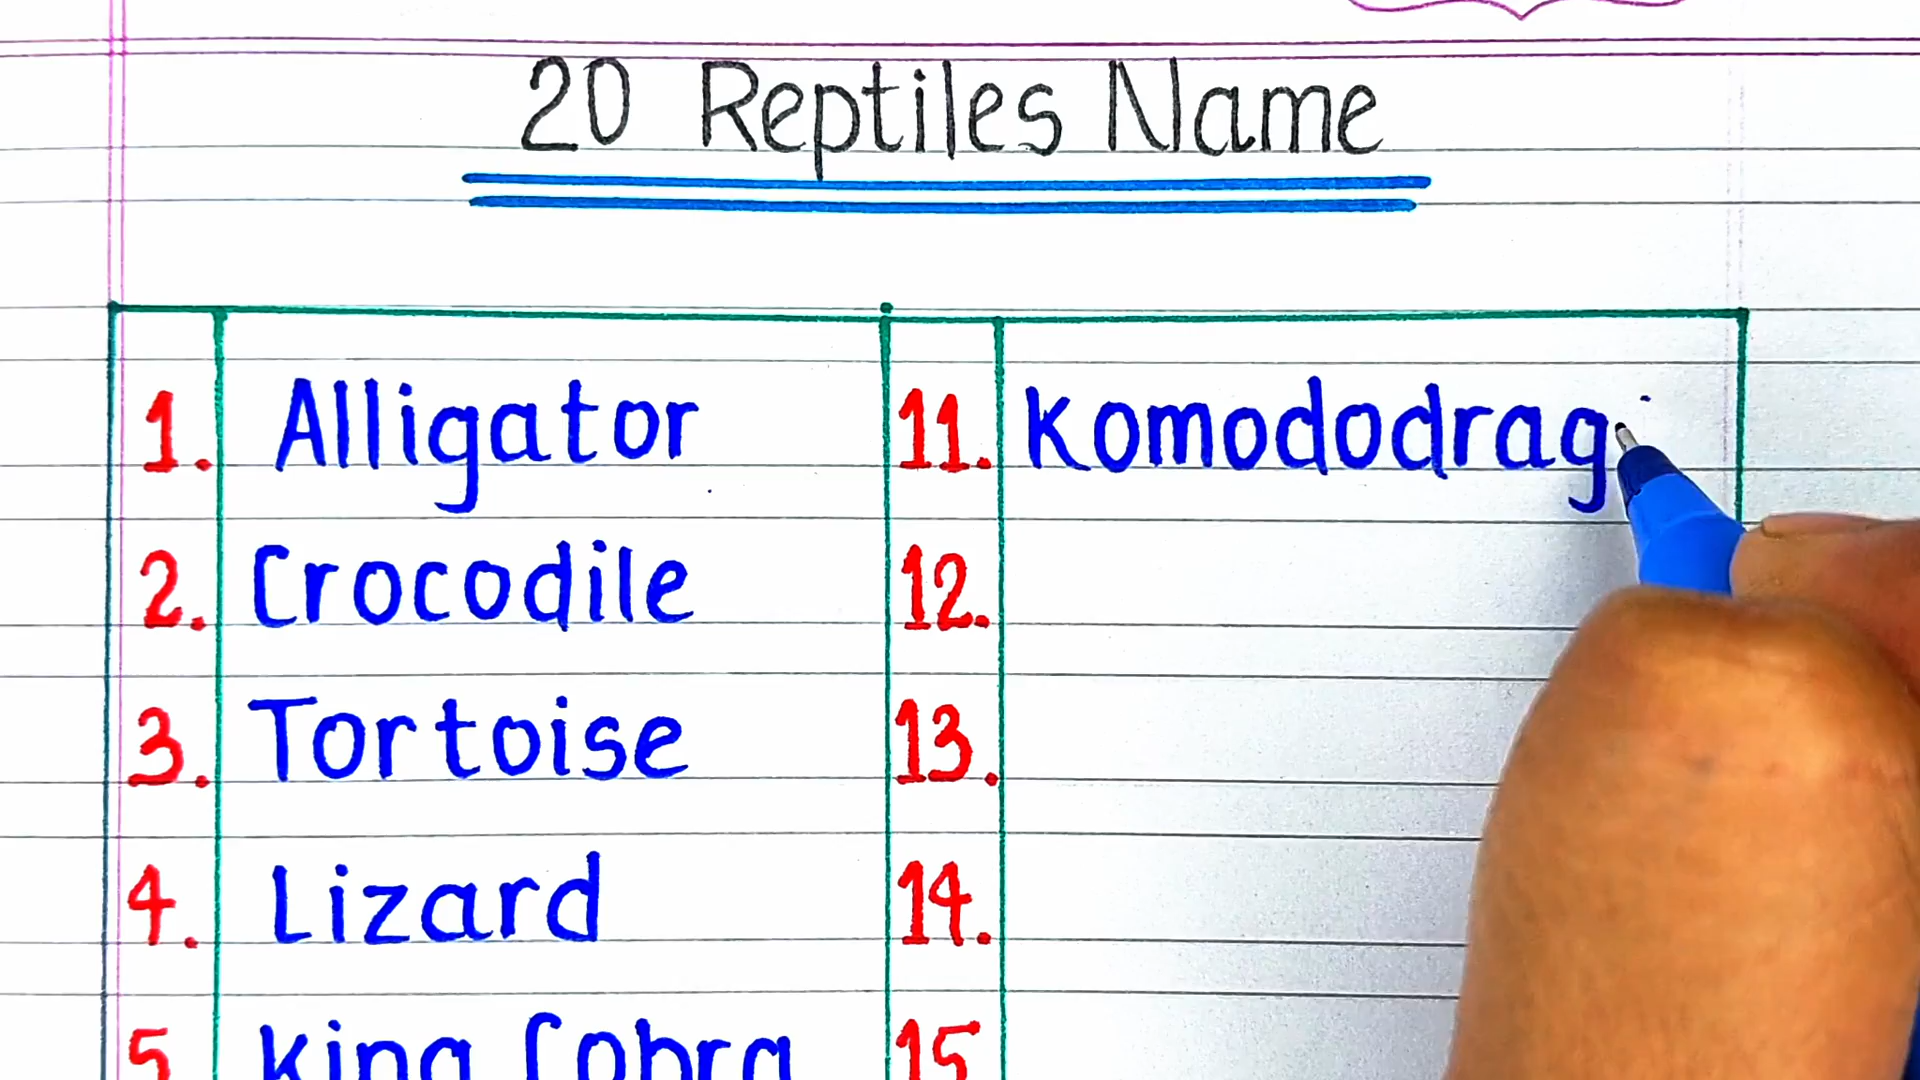 20 Reptiles Name
1. Alligator
2. Crocodile
3. Tortoise
4. Lizard
5 King Cobra
11. Komododrag
12.
13.
14.
15